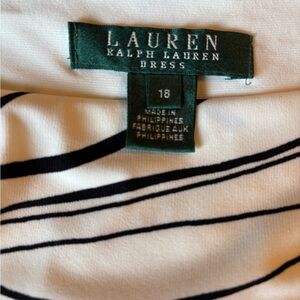 LAUREN
RALPH LAUREN
DRESS
18
MADE IN
PHILIPPINES
FABRIQUE AUX
PHILIPPINES